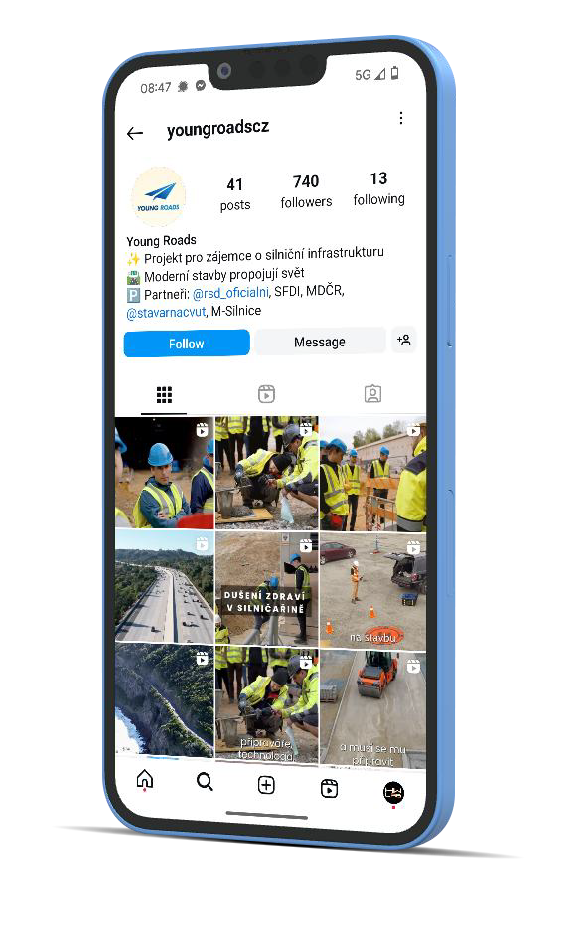 08:47
5G
youngroadscz
YOUNG ROADS
41
posts
740
followers
13
following
Young Roads
✨ Projekt pro zájemce o silniční infrastrukturu
🛣️ Moderní stavby propojují svět
🅿️ Partneři: @rsd_oficialni, SFDI, MDČR,
@stavarnacvut, M-Silnice
Follow
Message
DUŠENÍ ZDRAVÍ
V SILNIČAŘINĚ
na stavbu
přípraváře,
technologa,
a musí se mu
připravit